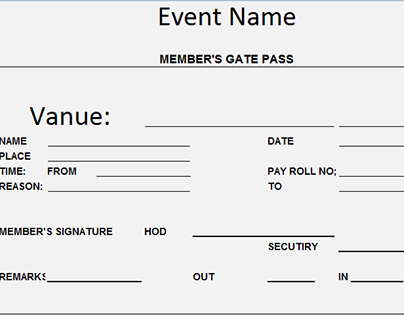 Event Name
MEMBER'S GATE PASS
Vanue:
NAME DATE
PLACE
TIME: FROM PAY ROLL NO;
REASON: TO
MEMBER'S SIGNATURE HOD
SECUTIRY
REMARKS OUT IN